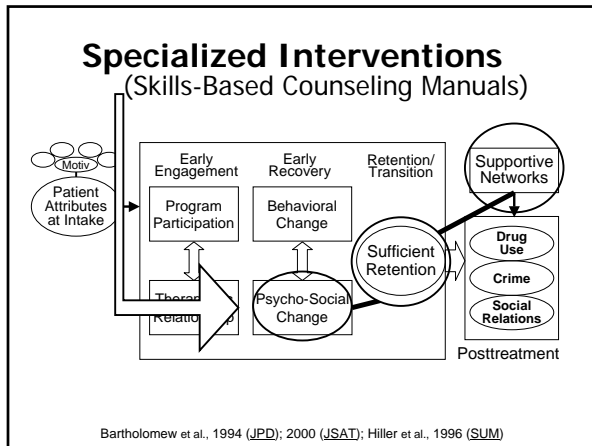 Specialized Interventions
(Skills-Based Counseling Manuals)
Motiv
Patient
Attributes
at Intake
Early
Engagement
Early
Recovery
Retention/
Transition
Program
Participation
Behavioral
Change
Sufficient
Retention
Psycho-Social
Change
Supportive
Networks
Drug
Use
Crime
Social
Relations
Posttreatment
Bartholomew et al., 1994 (JPD); 2000 (JSAT); Hiller et al., 1996 (SUM)